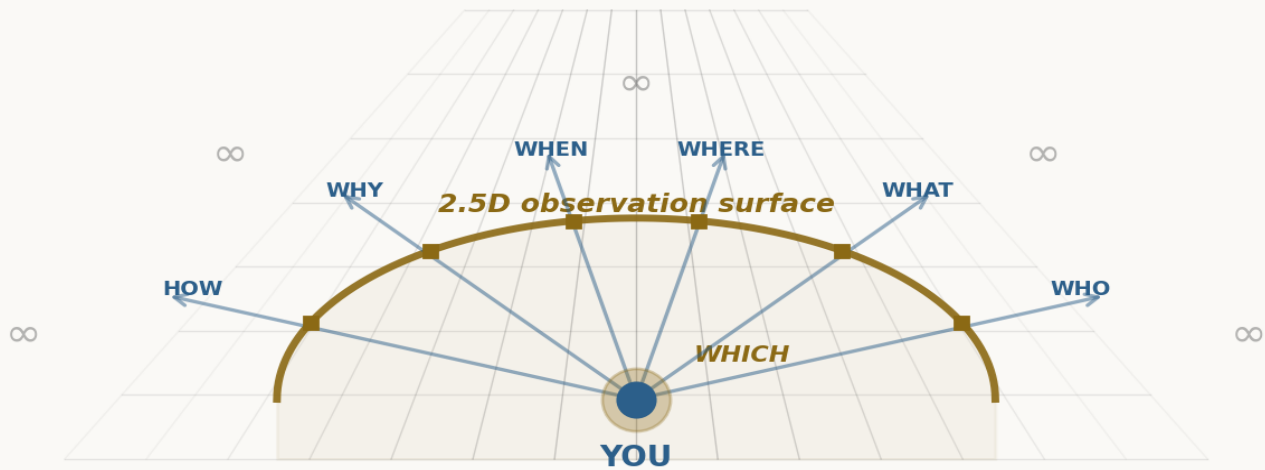 ∞
WHEN
WHERE
∞
∞
WHY
2.5D observation surface
WHAT
HOW
WHO
∞
∞
WHICH
YOU